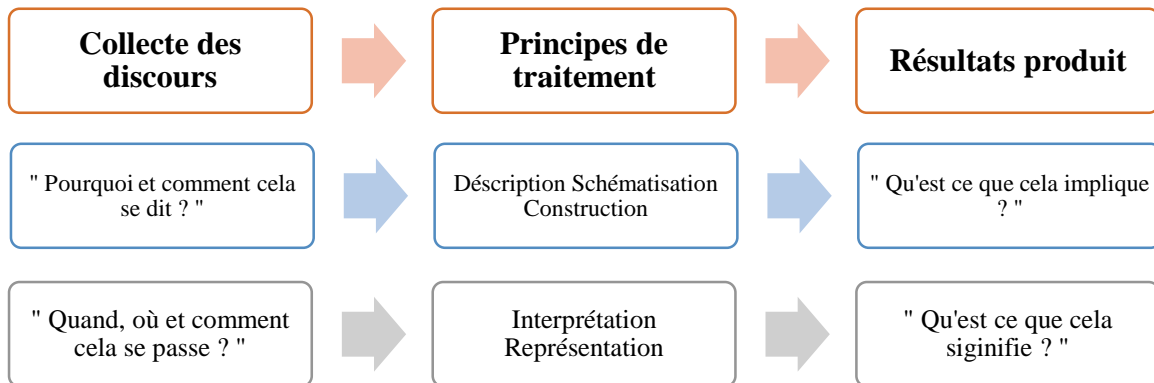 Collecte des
discours
Principes de
traitement
Résultats produit
" Pourquoi et comment cela
se dit ? "
Déscription Schématisation
Construction
" Qu'est ce que cela implique
? "
" Quand, où et comment
cela se passe ? "
Interprétation
Représentation
" Qu'est ce que cela
siginifie ? "